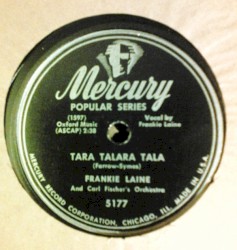 Mercury
POPULAR SERIES
(1597)
Oxford Music
(ASCAP) 2:38
Vocal by
Frankie Laine
TARA TALARA TALA
(Farrow-Symes)
FRANKIE LAINE
And Carl Fischer's Orchestra
5177
MERCURY RECORD CORPORATION, CHICAGO, ILL. MADE IN U.S.A.